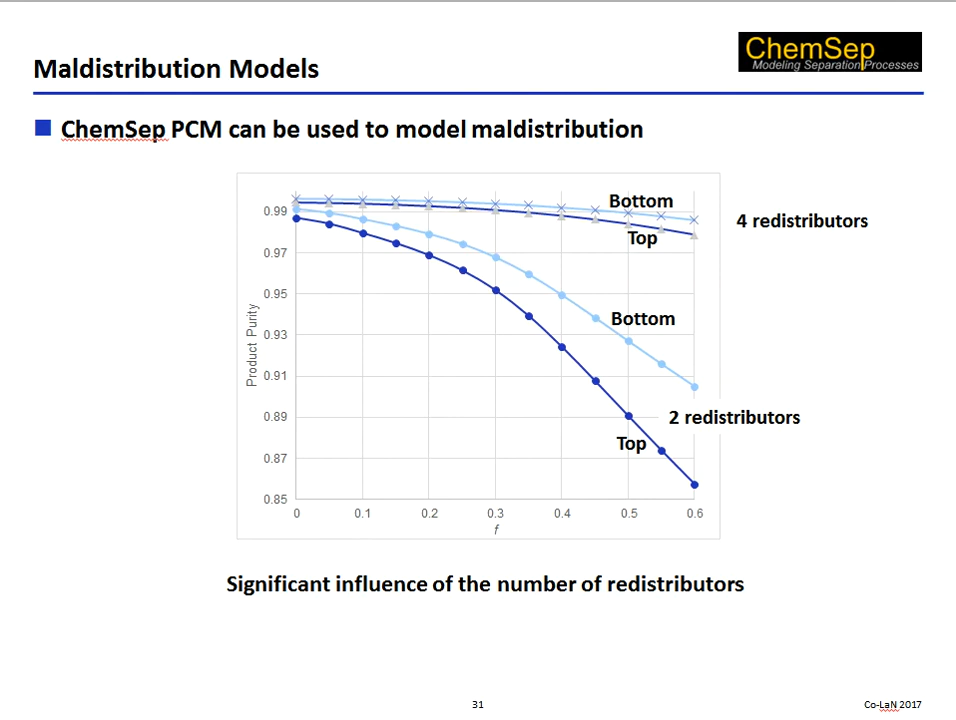 ChemSep
Modeling Separation Processes
Maldistribution Models
ChemSep PCM can be used to model maldistribution
Bottom
Top
4 redistributors
Bottom
2 redistributors
Top
Product Purity
0.99
0.97
0.95
0.93
0.91
0.89
0.87
0.85
0 0.1 0.2 0.3 0.4 0.5 0.6
f
Significant influence of the number of redistributors
31
Co-LaN 2017